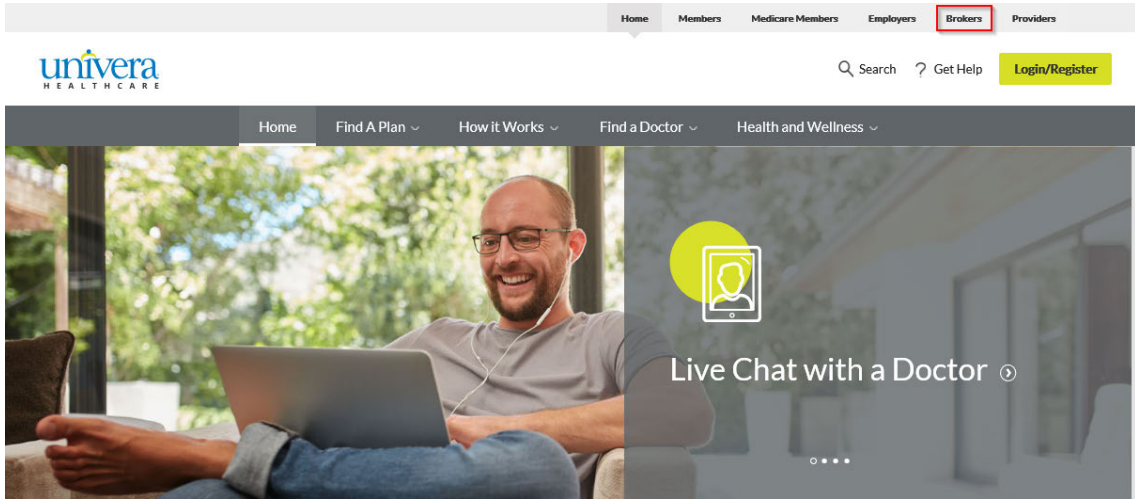 Home Members Medicare Members Employers Brokers Providers
univera
HEALTHCARE
Search ? Get Help Login/Register
Home Find A Plan How it Works Find a Doctor Health and Wellness
Live Chat with a Doctor